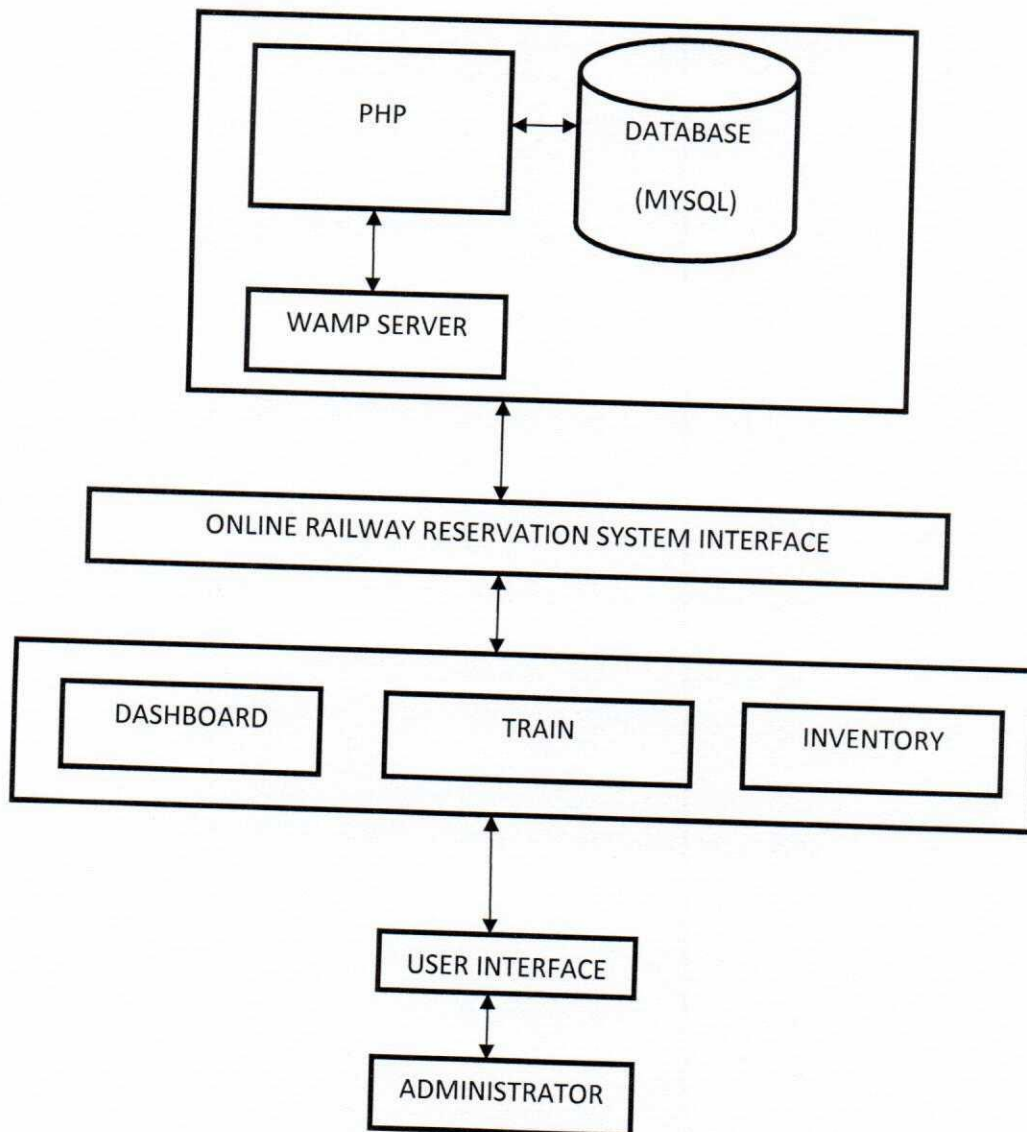 PHP
DATABASE
(MYSQL)
WAMP SERVER
ONLINE RAILWAY RESERVATION SYSTEM INTERFACE
DASHBOARD
TRAIN
INVENTORY
USER INTERFACE
ADMINISTRATOR